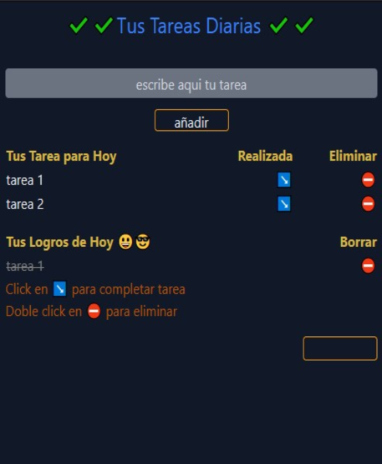 ✔✔Tus Tareas Diarias ✔✔
escribe aqui tu tarea
añadir
Tus Tarea para Hoy Realizada Eliminar
tarea 1 ↘️ ⛔
tarea 2 ↘️ ⛔
Tus Logros de Hoy 😃😎 Borrar
tarea 1 ⛔
Click en ↘️ para completar tarea
Doble click en ⛔ para eliminar